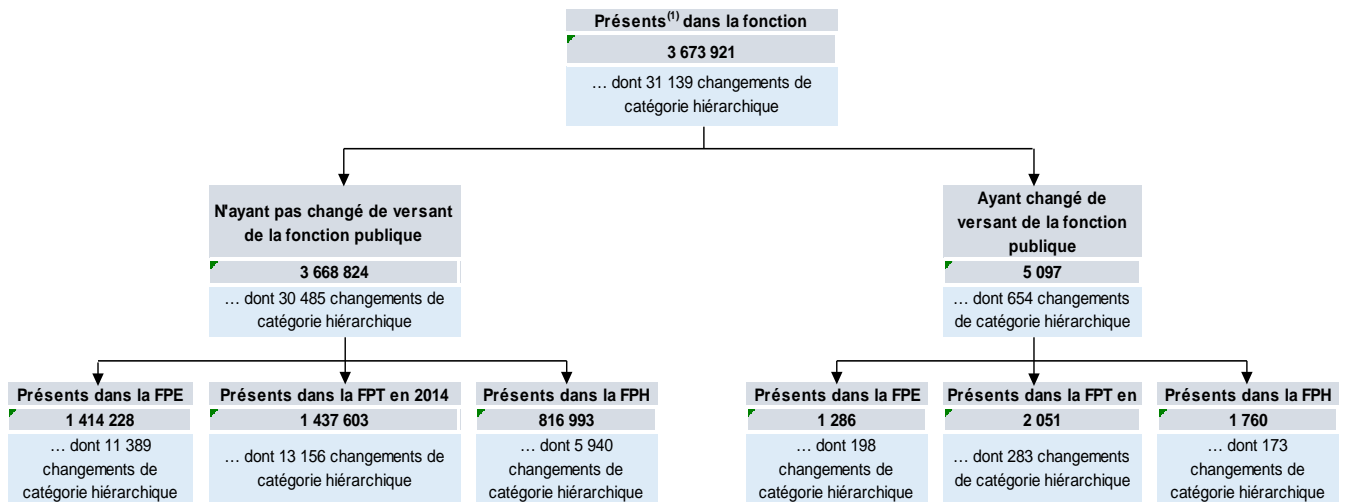 Présents(1) dans la fonction
3 673 921
… dont 31 139 changements de
catégorie hiérarchique
N'ayant pas changé de versant
de la fonction publique
3 668 824
… dont 30 485 changements de
catégorie hiérarchique
Ayant changé de
versant de la fonction
publique
5 097
… dont 654 changements
de catégorie hiérarchique
Présents dans la FPE
1 414 228
… dont 11 389
changements de
catégorie hiérarchique
Présents dans la FPT en 2014
1 437 603
… dont 13 156 changements de
catégorie hiérarchique
Présents dans la FPH
816 993
… dont 5 940
changements de
catégorie hiérarchique
Présents dans la FPE
1 286
… dont 198
changements de
catégorie hiérarchique
Présents dans la FPT en
2 051
… dont 283 changements
de catégorie hiérarchique
Présents dans la FPH
1 760
… dont 173
changements de
catégorie hiérarchique